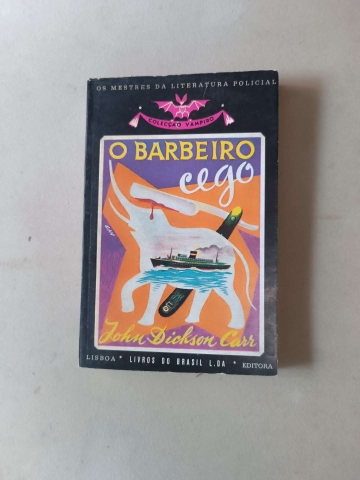 OS MESTRES DA LITERATURA POLICIAL
COLECÇÃO VAMPIRO
O BARBEIRO
cego
John Dickson Carr
LISBOA * LIVROS DO BRASIL L.DA * EDITORA